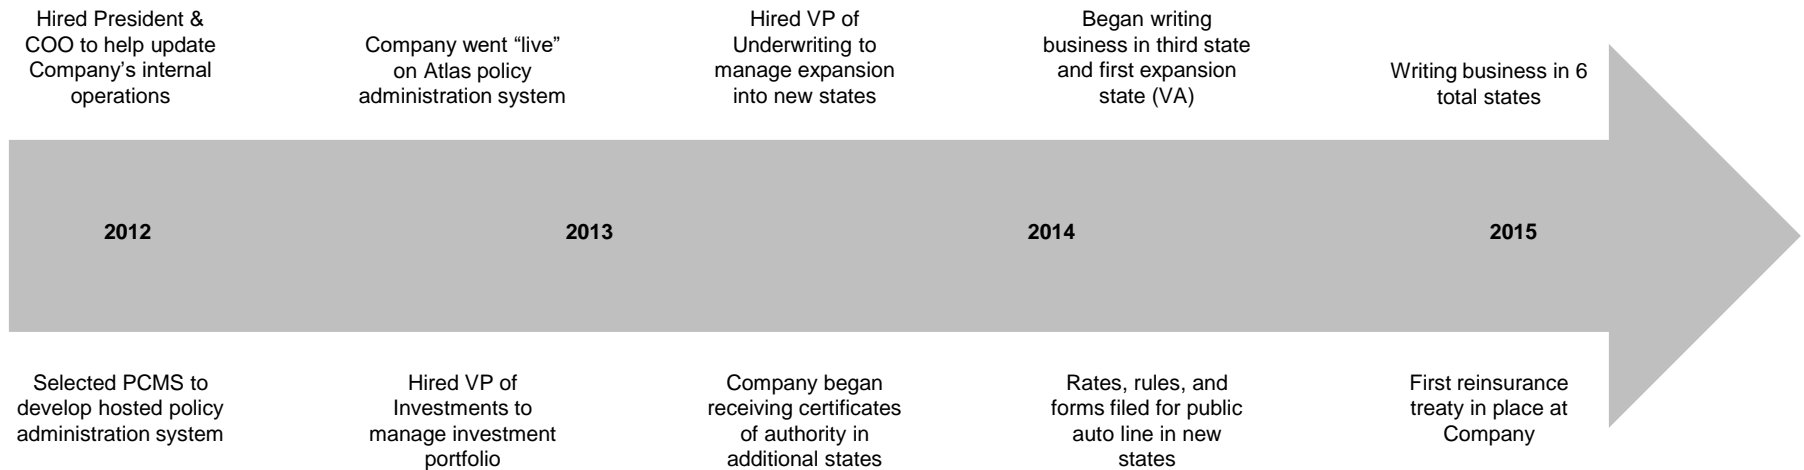 Hired President &
COO to help update
Company’s internal
operations
Company went “live”
on Atlas policy
administration system
Hired VP of
Underwriting to
manage expansion
into new states
Began writing
business in third state
and first expansion
state (VA)
Writing business in 6
total states
2012
2013
2014
2015
Selected PCMS to
develop hosted policy
administration system
Hired VP of
Investments to
manage investment
portfolio
Company began
receiving certificates
of authority in
additional states
Rates, rules, and
forms filed for public
auto line in new
states
First reinsurance
treaty in place at
Company